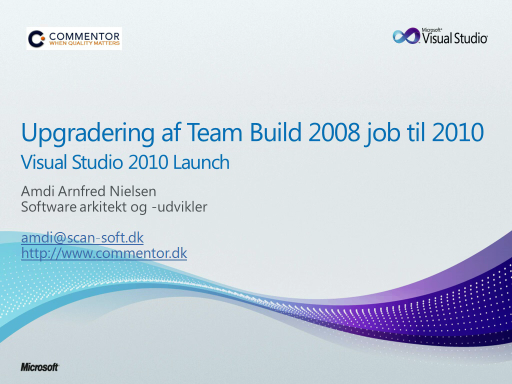 COMMENTOR
WHEN QUALITY MATTERS
Microsoft®
Visual Studio®
Upgradering af Team Build 2008 job til 2010
Visual Studio 2010 Launch
Amdi Arnfred Nielsen
Software arkitekt og -udvikler
amdi@scan-soft.dk
http://www.commentor.dk
Microsoft®